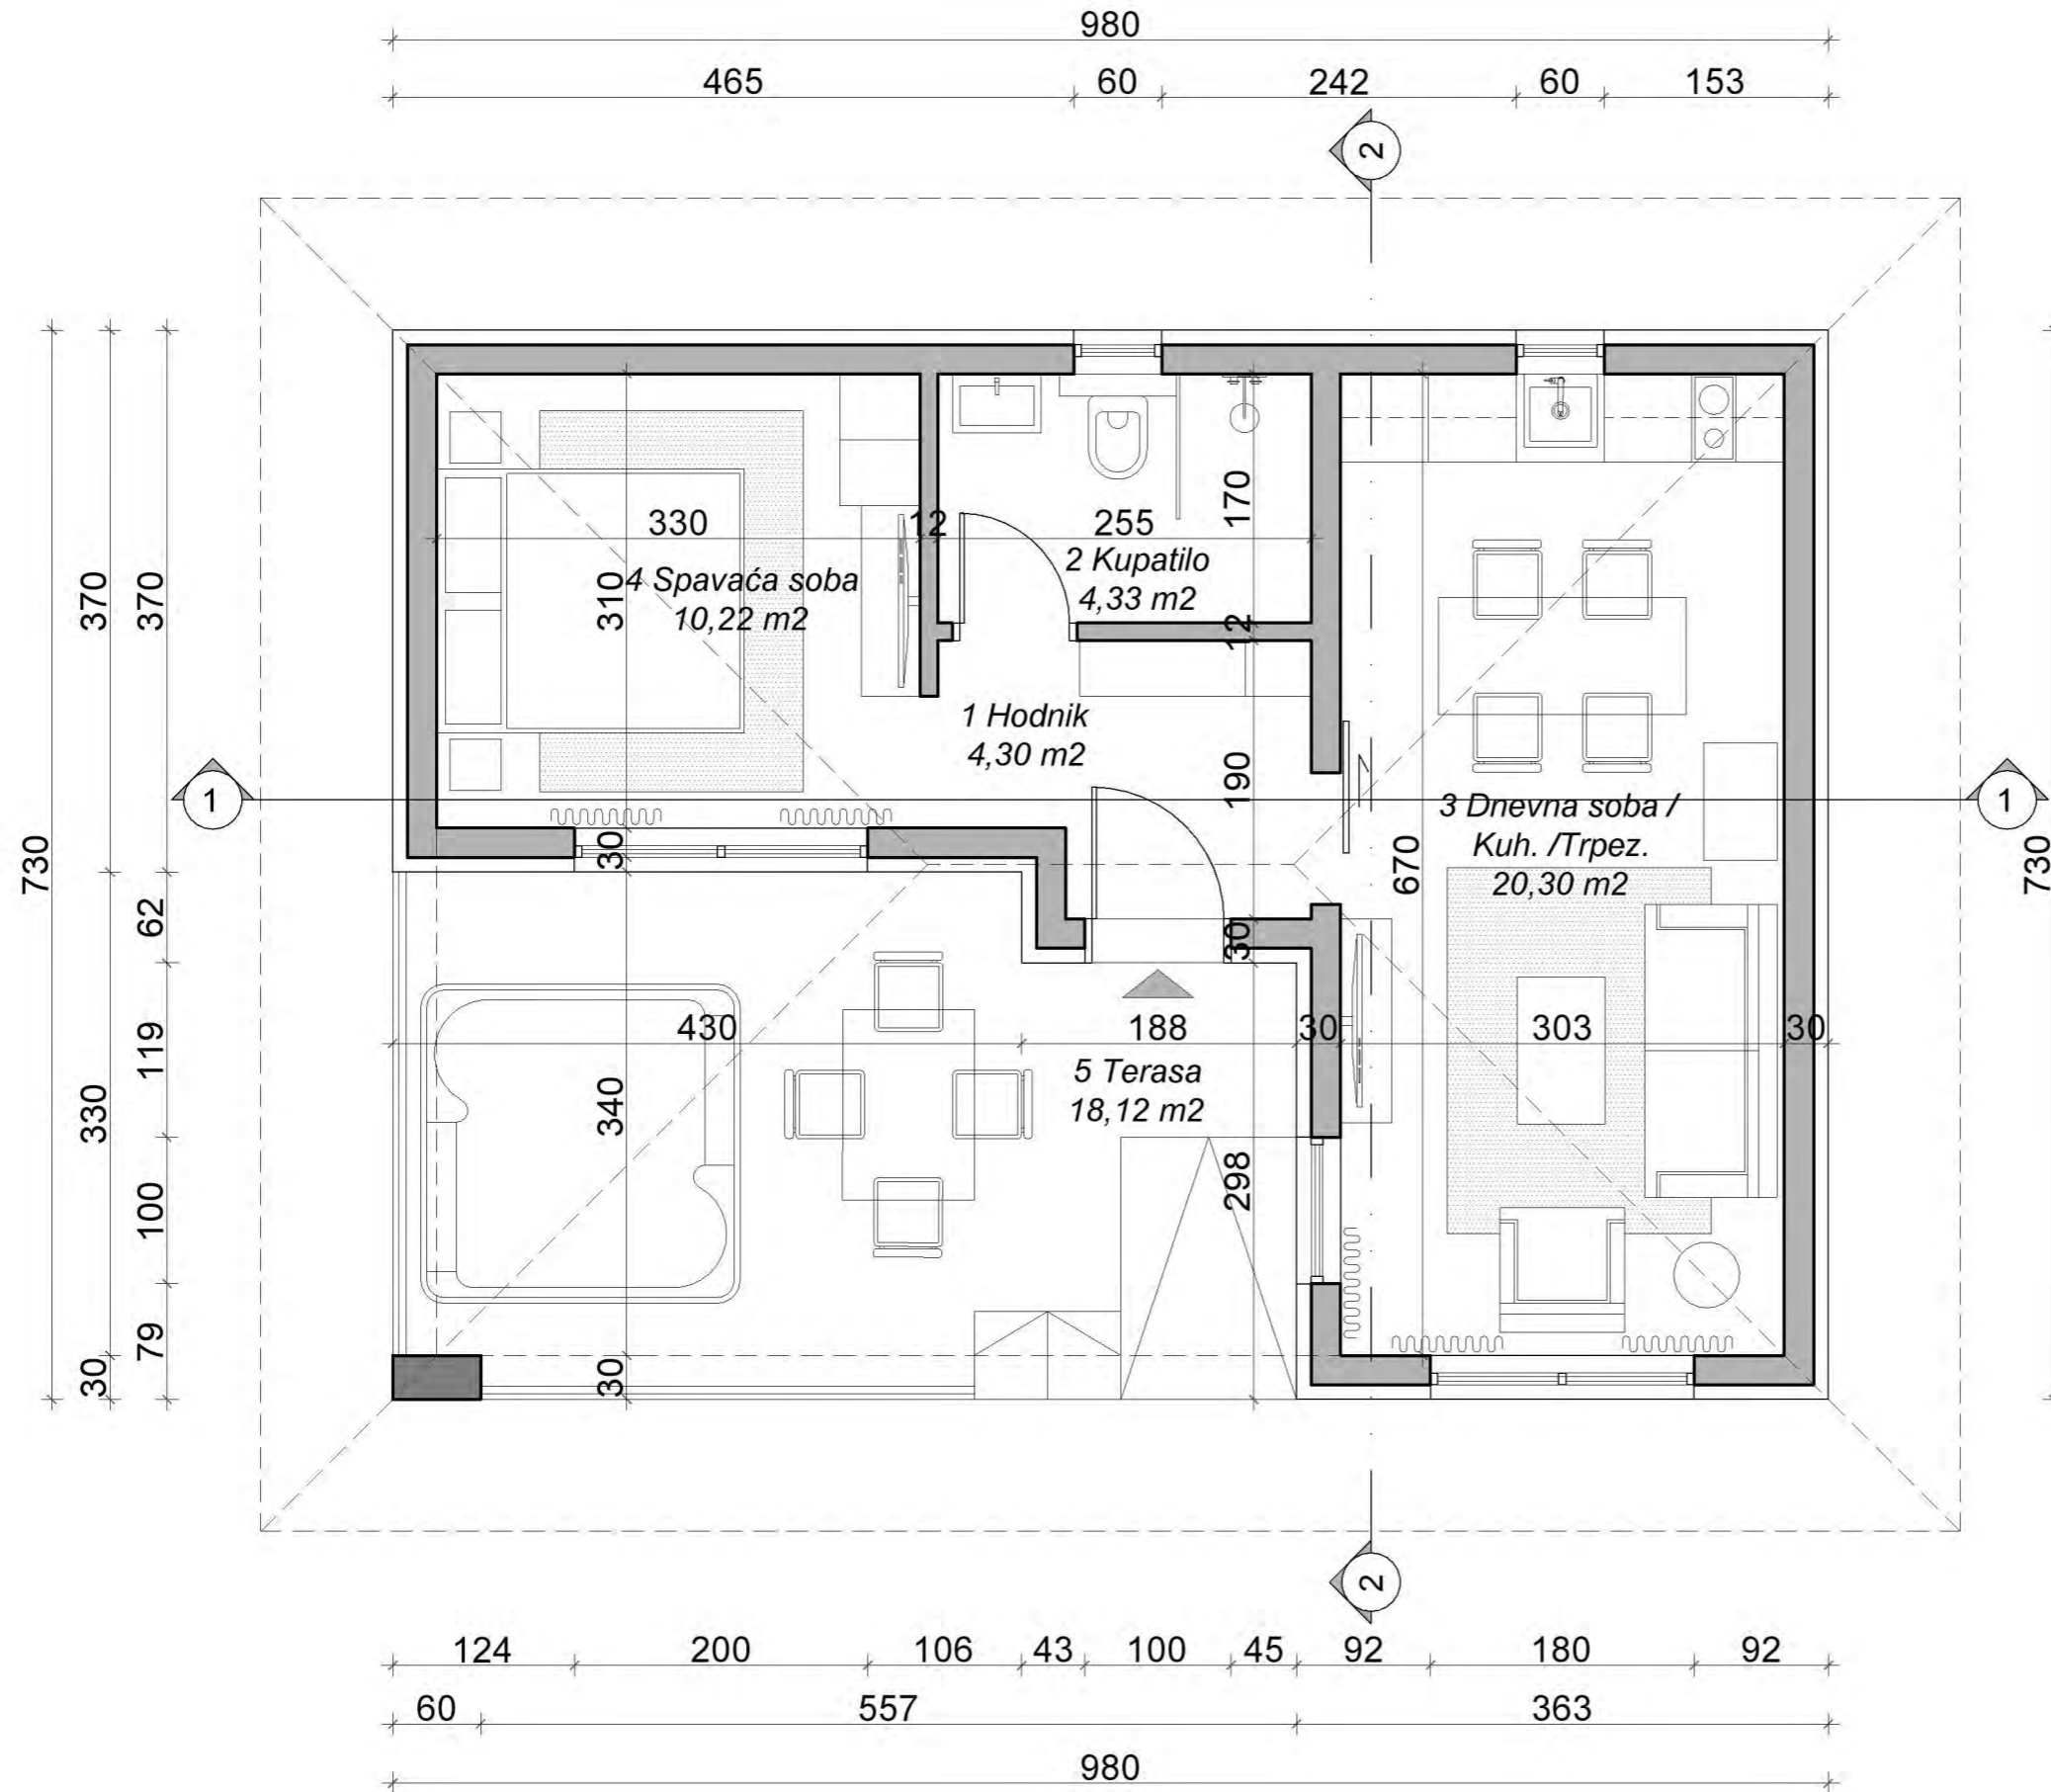 980
465 60 242 60 153
2
330 12 255
170
2 Kupatilo
4,33 m2
310
4 Spavaća soba
10,22 m2
12
370 370
1 Hodnik
4,30 m2
190
1 1
3 Dnevna soba /
Kuh. /Trpez.
20,30 m2
30
670
730 730
62
30
430 188 30 303 30
119
5 Terasa
18,12 m2
330 340
298
100
79
30 30
2
124 200 106 43 100 45 92 180 92
60 557 363
980